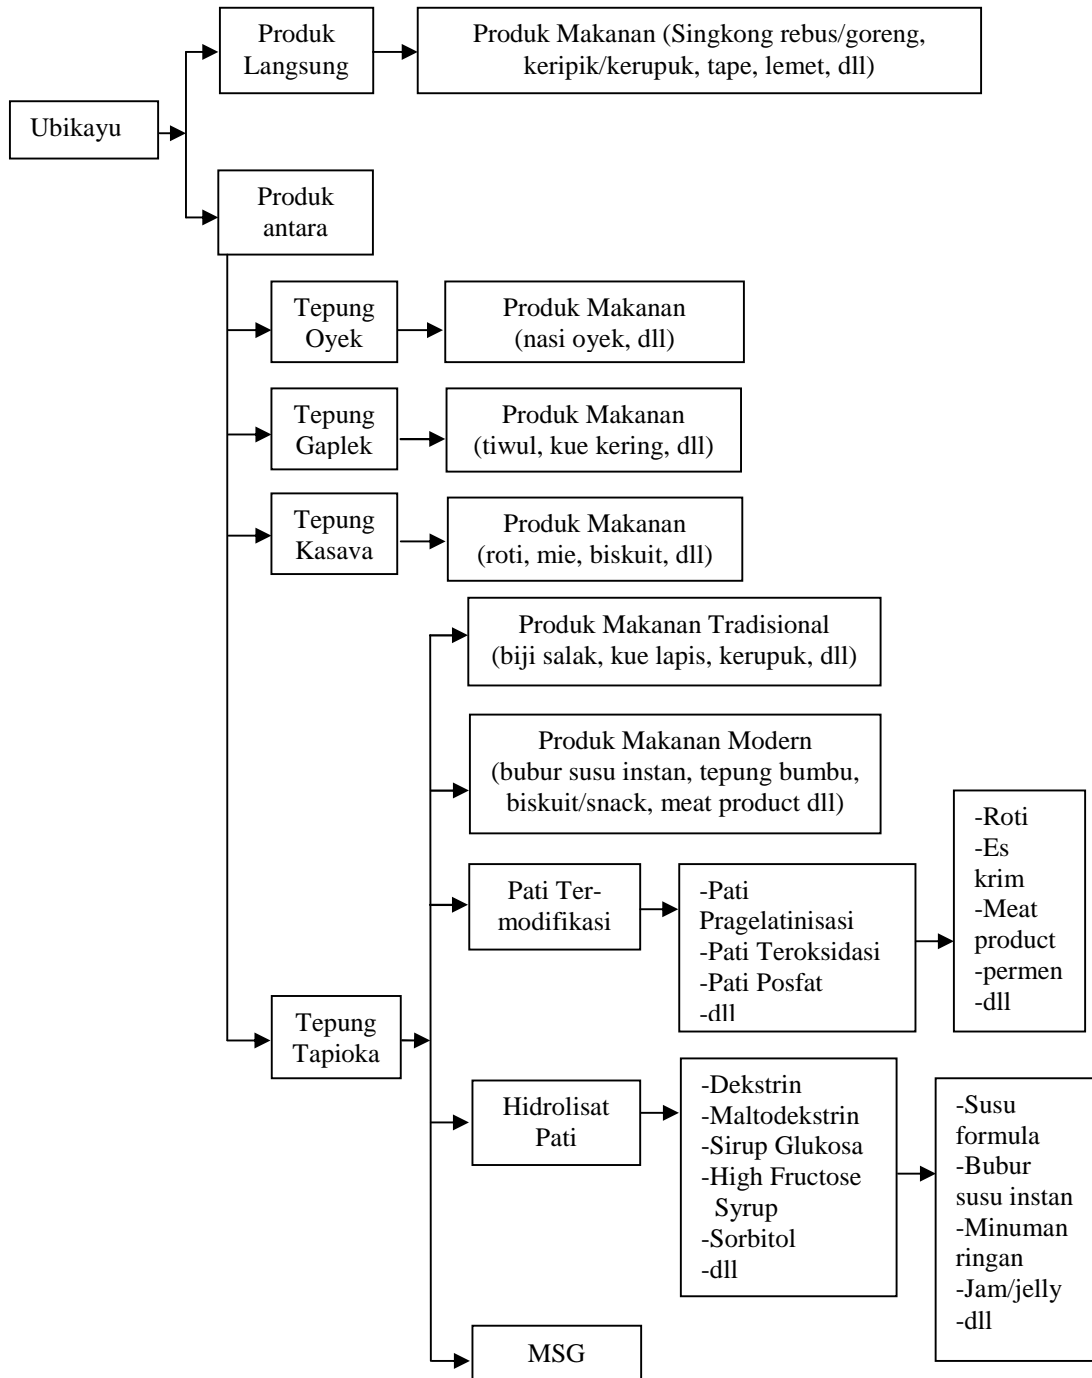 Produk
Langsung
Produk Makanan (Singkong rebus/goreng,
keripik/kerupuk, tape, lemet, dll)
Ubikayu
Produk
antara
Tepung
Oyek
Produk Makanan
(nasi oyek, dll)
Tepung
Gaplek
Produk Makanan
(tiwul, kue kering, dll)
Tepung
Kasava
Produk Makanan
(roti, mie, biskuit, dll)
Produk Makanan Tradisional
(biji salak, kue lapis, kerupuk, dll)
Produk Makanan Modern
(bubur susu instan, tepung bumbu,
biskuit/snack, meat product dll)
Pati Ter-
modifikasi
-Pati
Pragelatinisasi
-Pati Teroksidasi
-Pati Posfat
-dll
-Roti
-Es
krim
-Meat
product
-permen
-dll
Tepung
Tapioka
Hidrolisat
Pati
-Dekstrin
-Maltodekstrin
-Sirup Glukosa
-High Fructose
Syrup
-Sorbitol
-dll
-Susu
formula
-Bubur
susu instan
-Minuman
ringan
-Jam/jelly
-dll
MSG